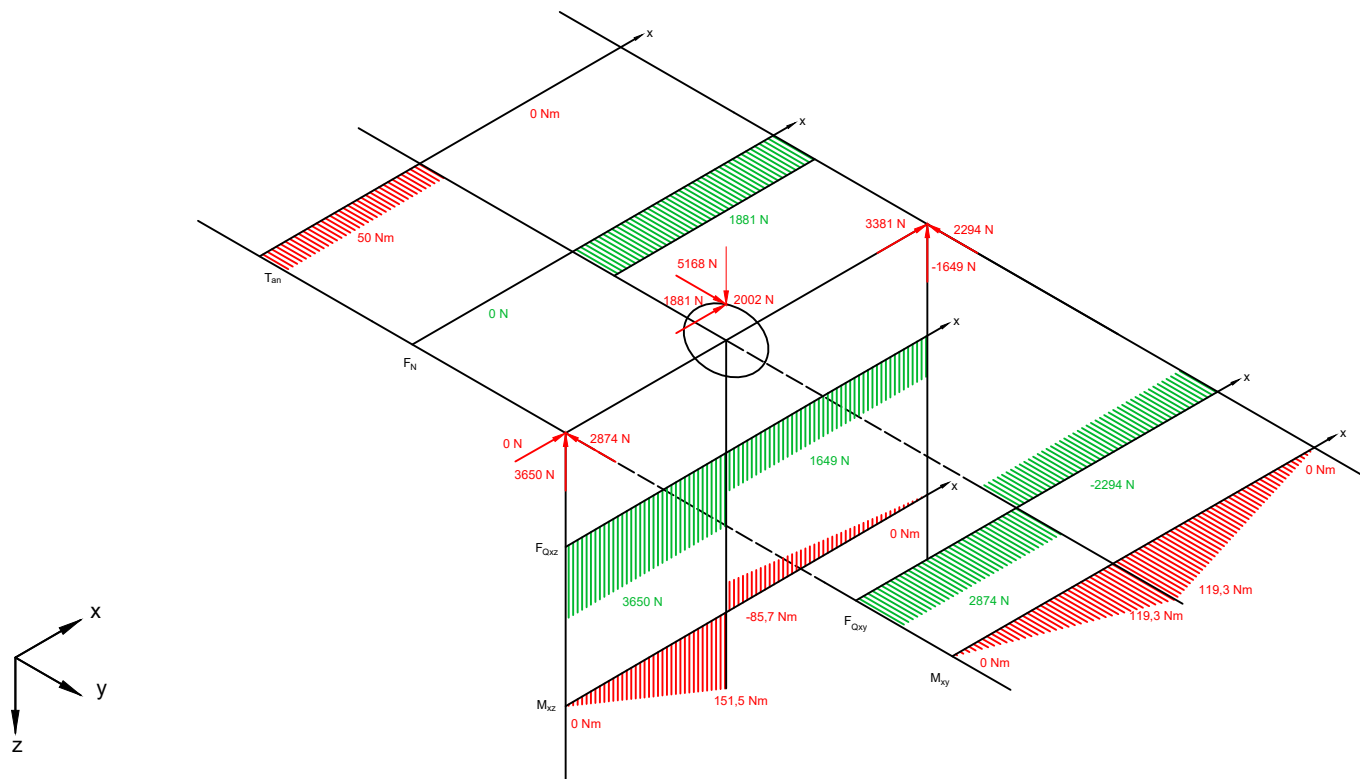 x
0 Nm
x
50 Nm
T_an
1881 N
3381 N
2294 N
5168 N
-1649 N
1881 N
2002 N
0 N
x
F_N
x
0 N
2874 N
x
3650 N
1649 N
0 Nm
-2294 N
x
0 Nm
F_Qxz
3650 N
2874 N
119,3 Nm
-85,7 Nm
119,3 Nm
F_Qxy
x
0 Nm
M_xy
y
M_xz
151,5 Nm
0 Nm
z